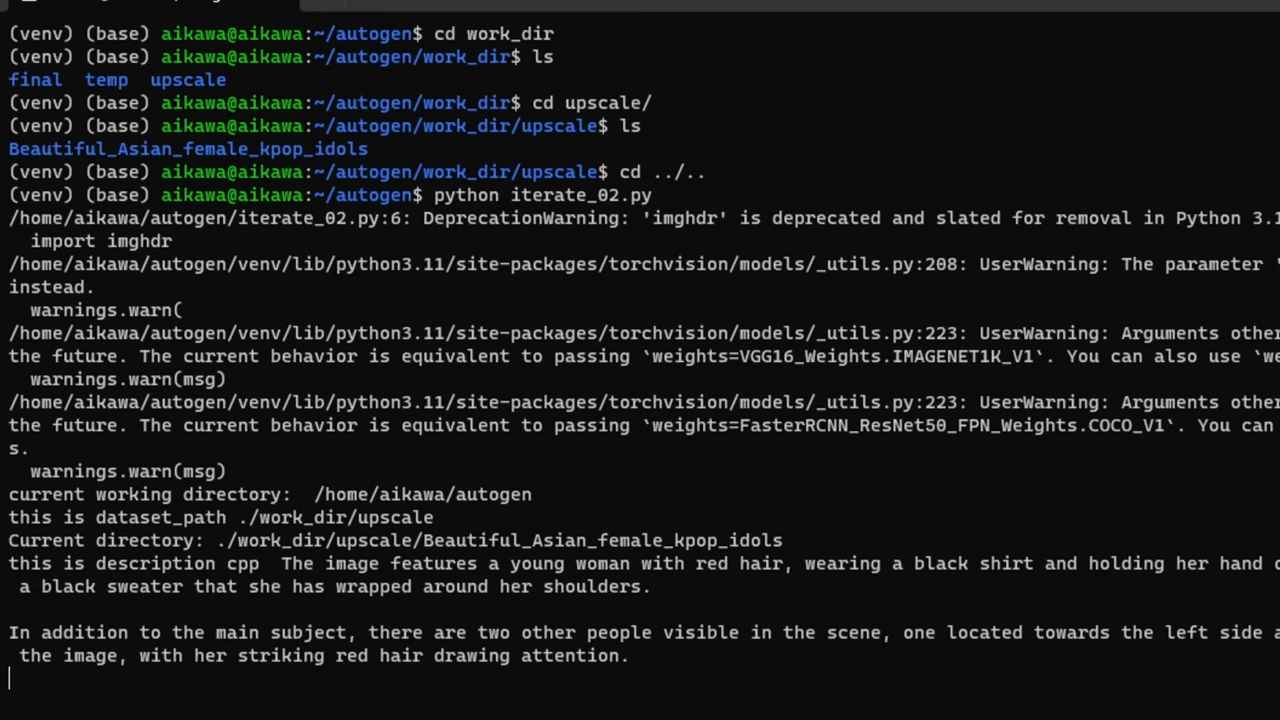 (venv) (base) aikawa@aikawa:~/autogen$ cd work_dir
(venv) (base) aikawa@aikawa:~/autogen/work_dir$ ls
final  temp  upscale
(venv) (base) aikawa@aikawa:~/autogen/work_dir$ cd upscale/
(venv) (base) aikawa@aikawa:~/autogen/work_dir/upscale$ ls
Beautiful_Asian_female_kpop_idols
(venv) (base) aikawa@aikawa:~/autogen/work_dir/upscale$ cd ../..
(venv) (base) aikawa@aikawa:~/autogen$ python iterate_02.py
/home/aikawa/autogen/iterate_02.py:6: DeprecationWarning: 'imghdr' is deprecated and slated for removal in Python
  import imghdr
/home/aikawa/autogen/venv/lib/python3.11/site-packages/torchvision/models/_utils.py:208: UserWarning: The parameter '
instead.
  warnings.warn(
/home/aikawa/autogen/venv/lib/python3.11/site-packages/torchvision/models/_utils.py:223: UserWarning: Arguments other
the future. The current behavior is equivalent to passing `weights=VGG16_Weights.IMAGENET1K_V1`. You can also use
  warnings.warn(msg)
/home/aikawa/autogen/venv/lib/python3.11/site-packages/torchvision/models/_utils.py:223: UserWarning: Arguments other
the future. The current behavior is equivalent to passing `weights=FasterRCNN_ResNet50_FPN_Weights.COCO_V1`. You can
s.
  warnings.warn(msg)
current working directory:  /home/aikawa/autogen
this is dataset_path ./work_dir/upscale
Current directory: ./work_dir/upscale/Beautiful_Asian_female_kpop_idols
this is description cpp  The image features a young woman with red hair, wearing a black shirt and holding her hand
 a black sweater that she has wrapped around her shoulders.
In addition to the main subject, there are two other people visible in the scene, one located towards the left side
 the image, with her striking red hair drawing attention.